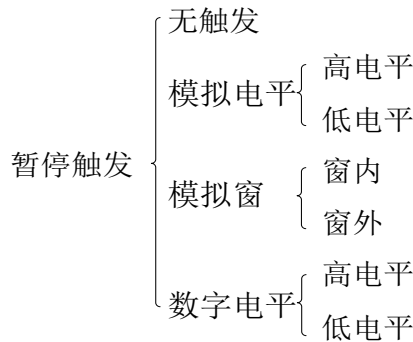 暂停触发
无触发
模拟电平
高电平
低电平
模拟窗
窗内
窗外
数字电平
高电平
低电平